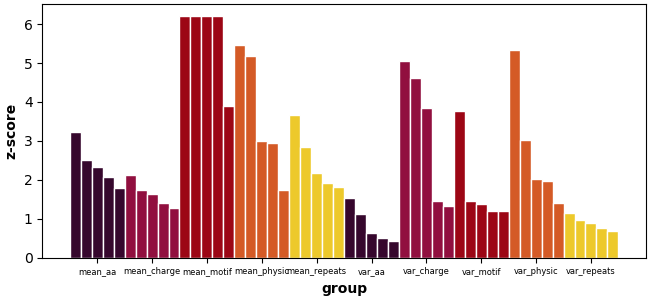 6
5
4
3
2
1
0
z-score
mean_aa mean_charge mean_motif mean_physic mean_repeats var_aa var_charge var_motif var_physic var_repeats
group